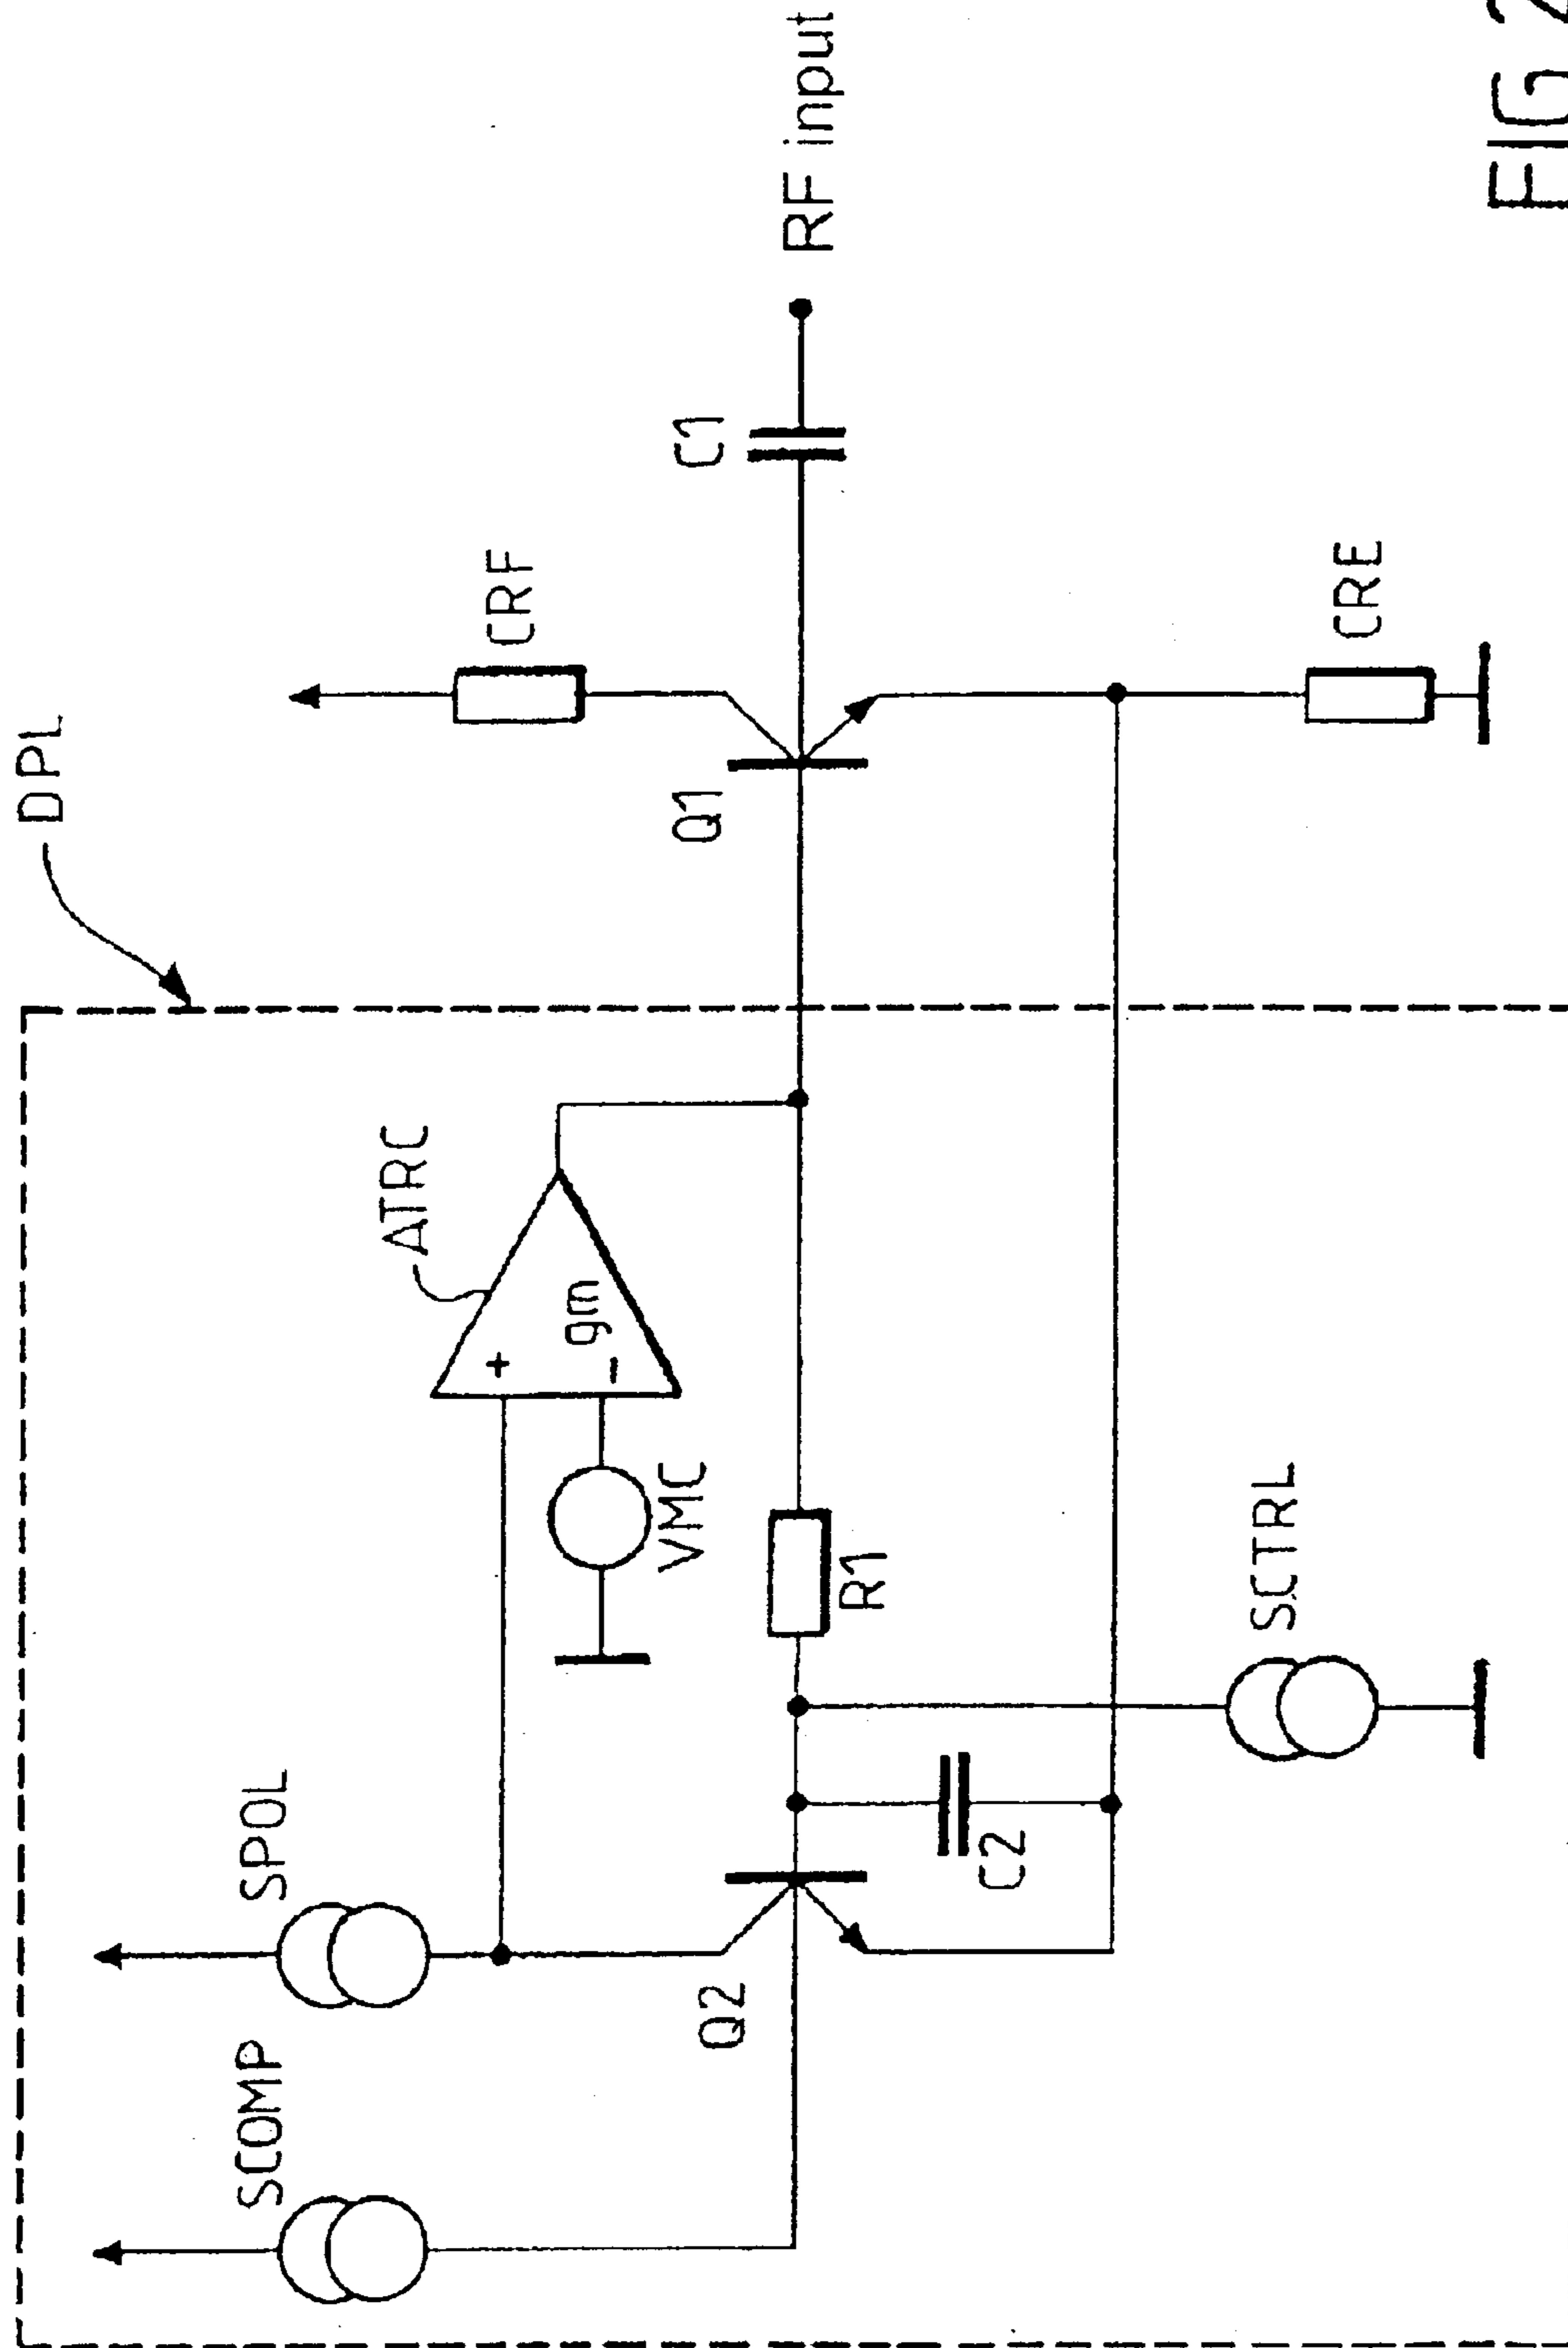 DPL
SCOMP
SPOL
ATRC
+
gm
−
VMC
CRF
Q2
Q1
C1
RF input
R1
C2
SCTRL
CRE
FIG 2